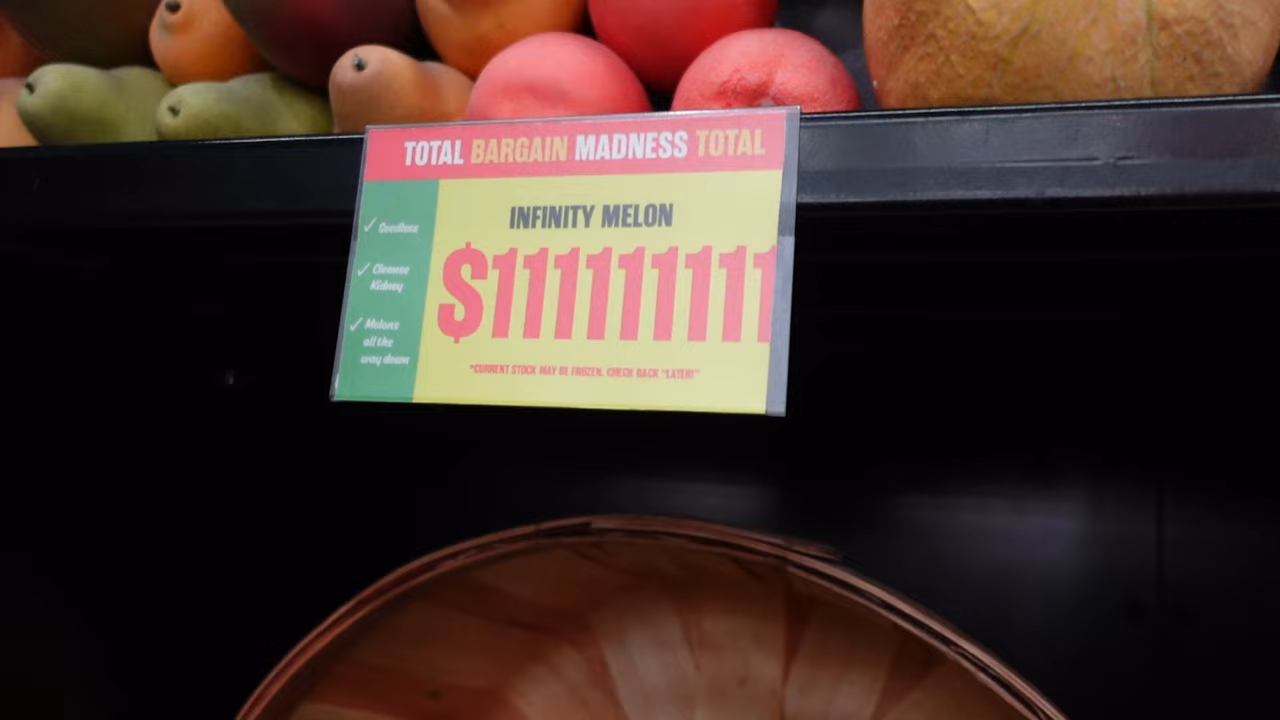 TOTAL BARGAIN MADNESS TOTAL
INFINITY MELON
$111111111
*CURRENT STOCK MAY BE FROZEN. CHECK BACK "LATER!"
✓ Seedless
✓ Cleanse
Kidney
✓ Melons
all the
way down